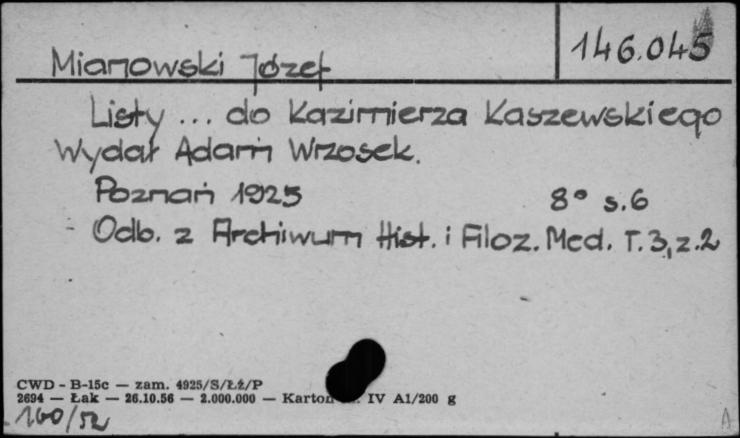 Mianowski Józef
146.045
Listy ... do Kazimierza Kaszewskiego
Wydał Adam Wrzosek.
Poznań 1925 8° s.6
- Odb. z Archiwum Hist. i Filoz. Med. T. 3, z. 2
CWD - B-15c — zam. 4925/S/ŁŻ/P
2694 — Łak — 26.10.56 — 2.000.000 — Karton IV A1/200 g
160/52
A